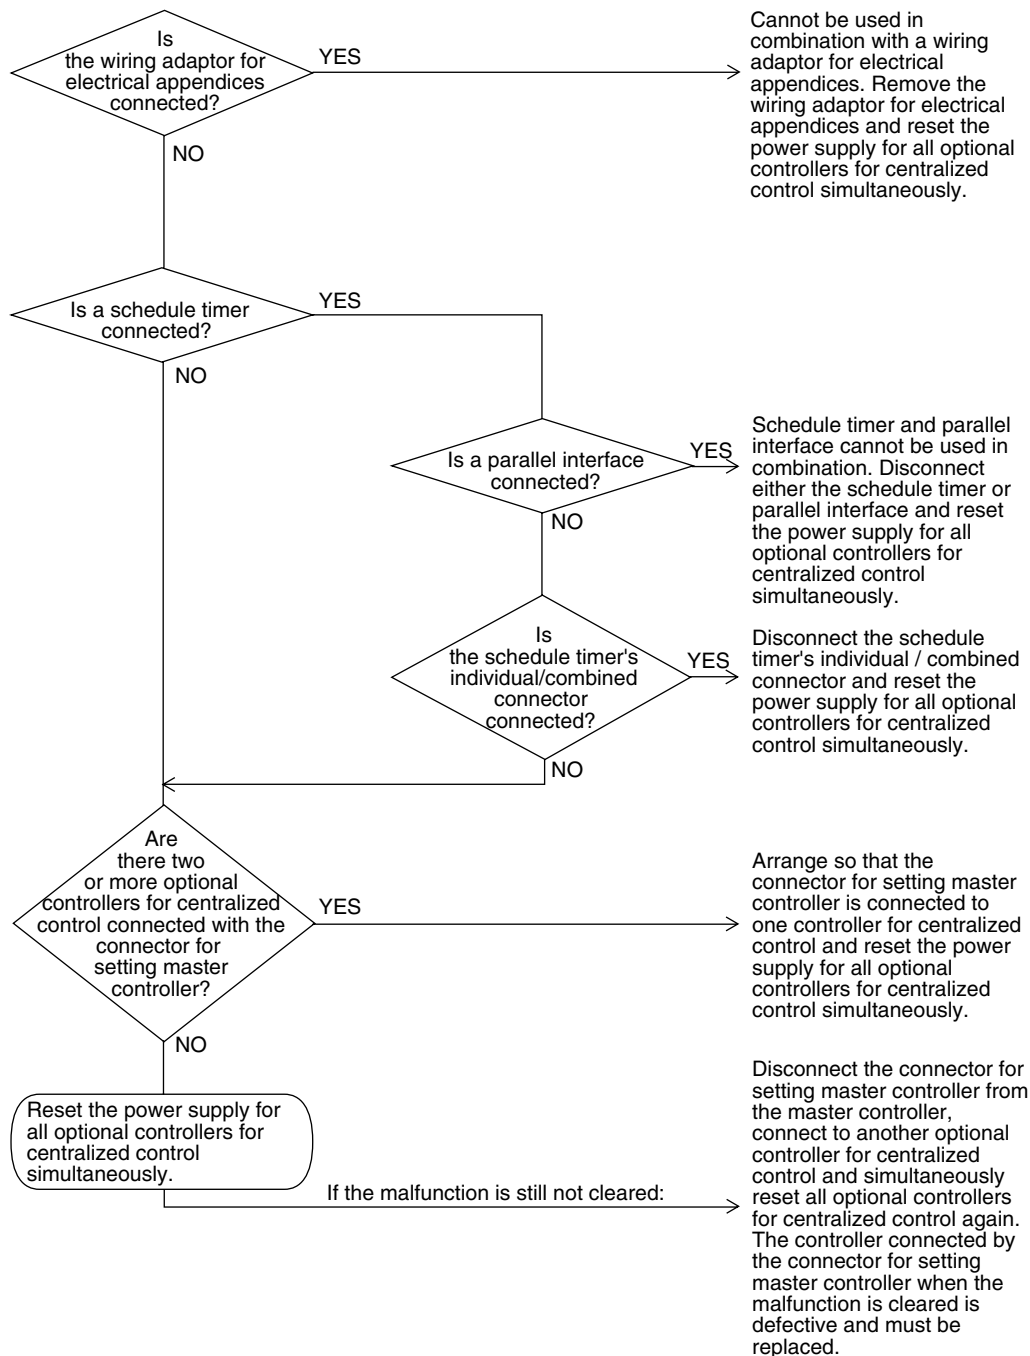 Is
the wiring adaptor for
electrical appendices
connected?
YES
Cannot be used in
combination with a wiring
adaptor for electrical
appendices. Remove the
wiring adaptor for electrical
appendices and reset the
power supply for all optional
controllers for centralized
control simultaneously.
NO
Is a schedule timer
connected?
YES
NO
Is a parallel interface
connected?
YES
Schedule timer and parallel
interface cannot be used in
combination. Disconnect
either the schedule timer or
parallel interface and reset
the power supply for all
optional controllers for
centralized control
simultaneously.
NO
Is
the schedule timer's
individual/combined
connector
connected?
YES
Disconnect the schedule
timer's individual / combined
connector and reset the
power supply for all optional
controllers for centralized
control simultaneously.
NO
Are
there two
or more optional
controllers for centralized
control connected with the
connector for
setting master
controller?
YES
Arrange so that the
connector for setting master
controller is connected to
one controller for centralized
control and reset the power
supply for all optional
controllers for centralized
control simultaneously.
NO
Reset the power supply for
all optional controllers for
centralized control
simultaneously.
If the malfunction is still not cleared:
Disconnect the connector for
setting master controller from
the master controller,
connect to another optional
controller for centralized
control and simultaneously
reset all optional controllers
for centralized control again.
The controller connected by
the connector for setting
master controller when the
malfunction is cleared is
defective and must be
replaced.